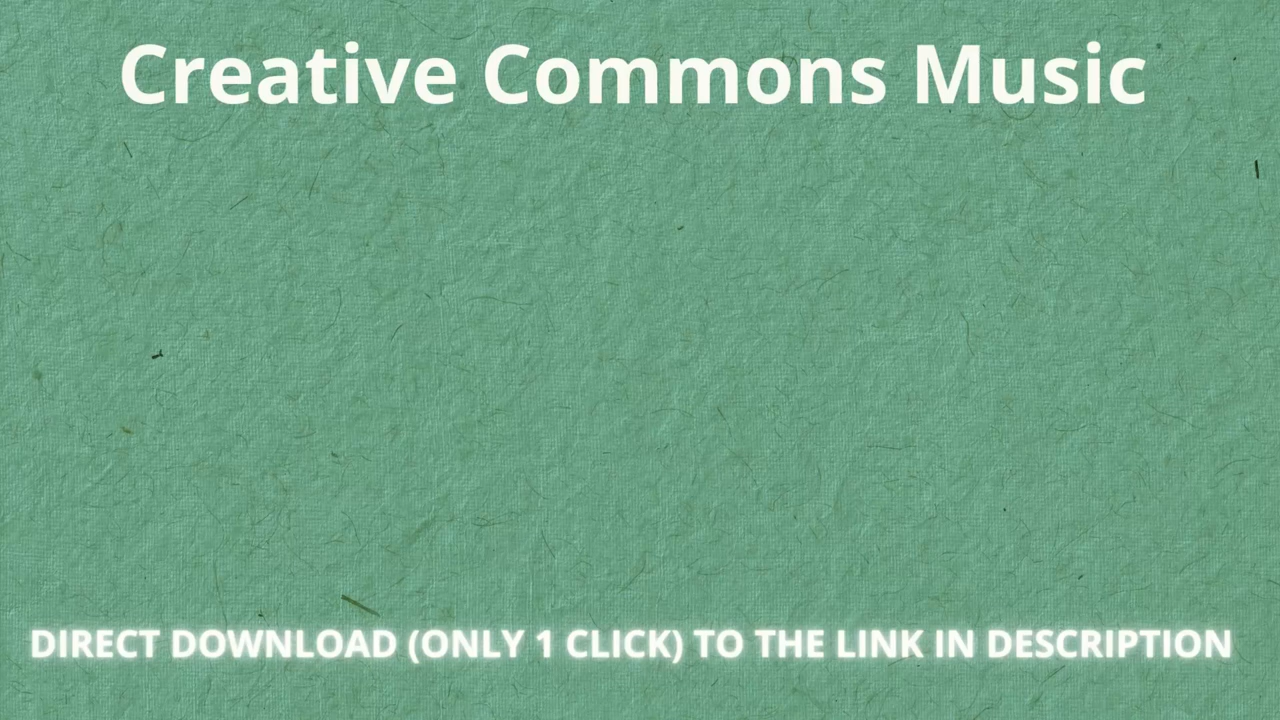 Creative Commons Music
DIRECT DOWNLOAD (ONLY 1 CLICK) TO THE LINK IN DESCRIPTION